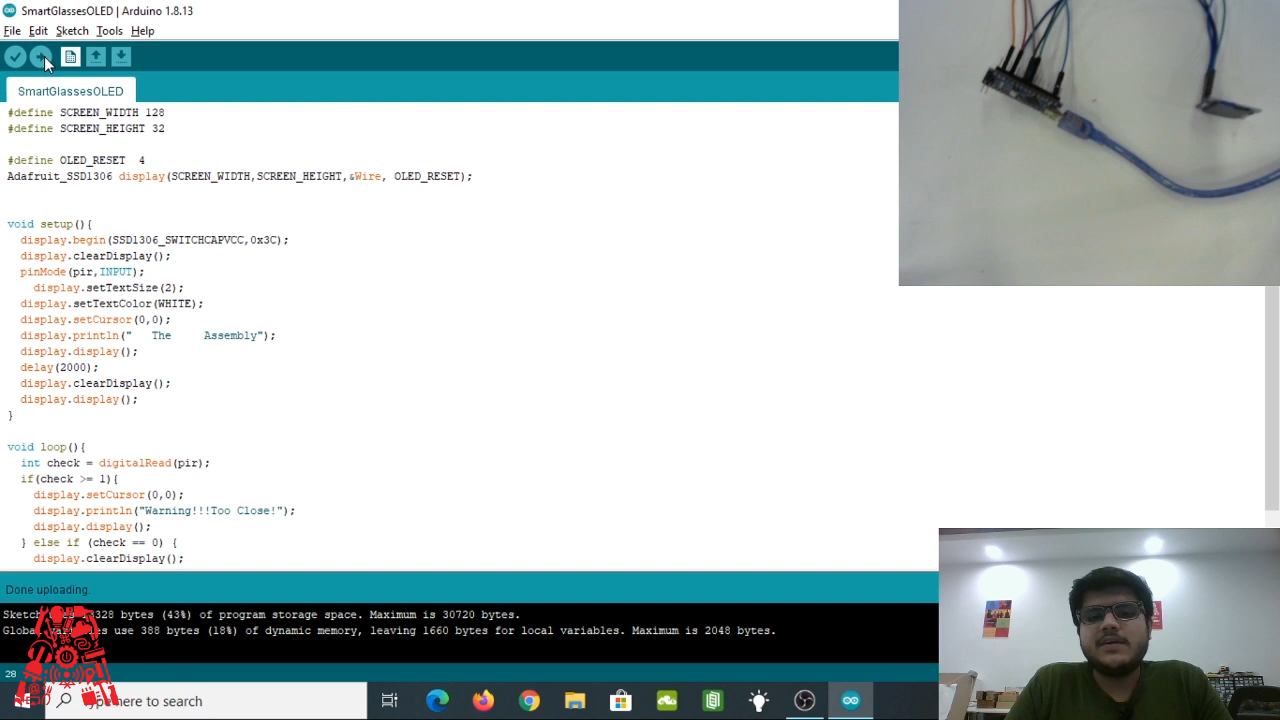 SmartGlassesOLED | Arduino 1.8.13
File Edit Sketch Tools Help
SmartGlassesOLED
#define SCREEN_WIDTH 128
#define SCREEN_HEIGHT 32
#define OLED_RESET  4
Adafruit_SSD1306 display(SCREEN_WIDTH,SCREEN_HEIGHT,&Wire, OLED_RESET);
void setup(){
  display.begin(SSD1306_SWITCHCAPVCC,0x3C);
  display.clearDisplay();
  pinMode(pir,INPUT);
    display.setTextSize(2);
  display.setTextColor(WHITE);
  display.setCursor(0,0);
  display.println("   The     Assembly");
  display.display();
  delay(2000);
  display.clearDisplay();
  display.display();
}
void loop(){
  int check = digitalRead(pir);
  if(check >= 1){
    display.setCursor(0,0);
    display.println("Warning!!!Too Close!");
    display.display();
  } else if (check == 0) {
    display.clearDisplay();
Done uploading.
Sketch 3328 bytes (43%) of program storage space. Maximum is 30720 bytes.
Global use 388 bytes (18%) of dynamic memory, leaving 1660 bytes for local variables. Maximum is 2048 bytes.
28
here to search